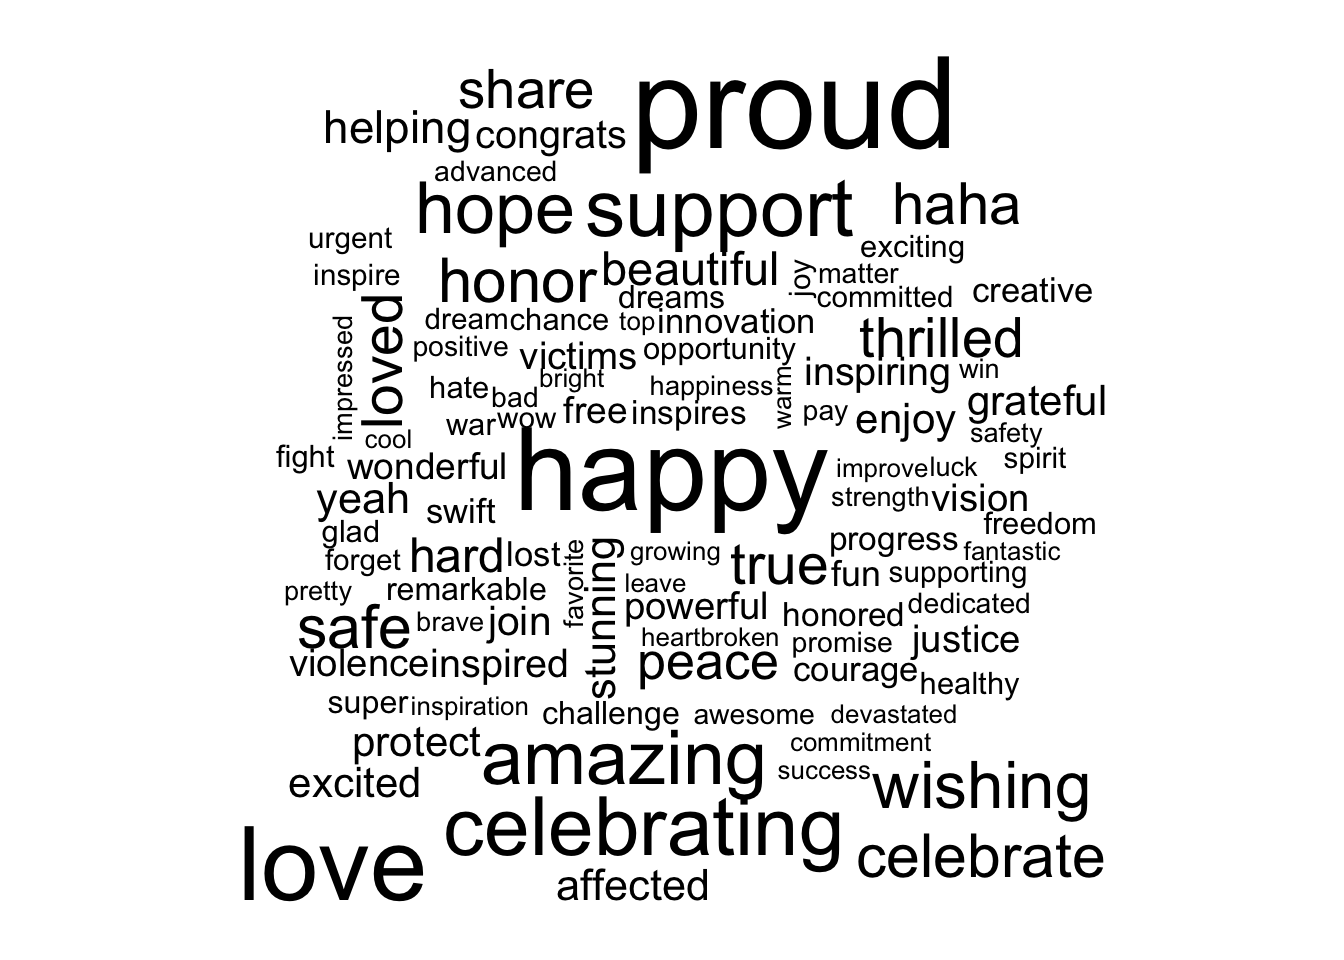 share
proud
helping
congrats
advanced
hope
support
haha
urgent
exciting
inspire
honor
beautiful
joy
matter
dreams
committed
creative
loved
dream
chance
top
innovation
thrilled
impressed
positive
victims
opportunity
inspiring
win
hate
bad
bright
happiness
warm
grateful
war
wow
free
inspires
pay
enjoy
safety
cool
fight
wonderful
happy
improve
luck
spirit
yeah
swift
strength
vision
glad
freedom
forget
hard
lost
favorite
growing
true
progress
fantastic
fun
supporting
pretty
remarkable
stunning
leave
powerful
honored
dedicated
safe
brave
join
heartbroken
promise
justice
violence
inspired
peace
courage
healthy
super
inspiration
challenge
awesome
devastated
protect
amazing
commitment
excited
success
wishing
love
celebrating
celebrate
affected